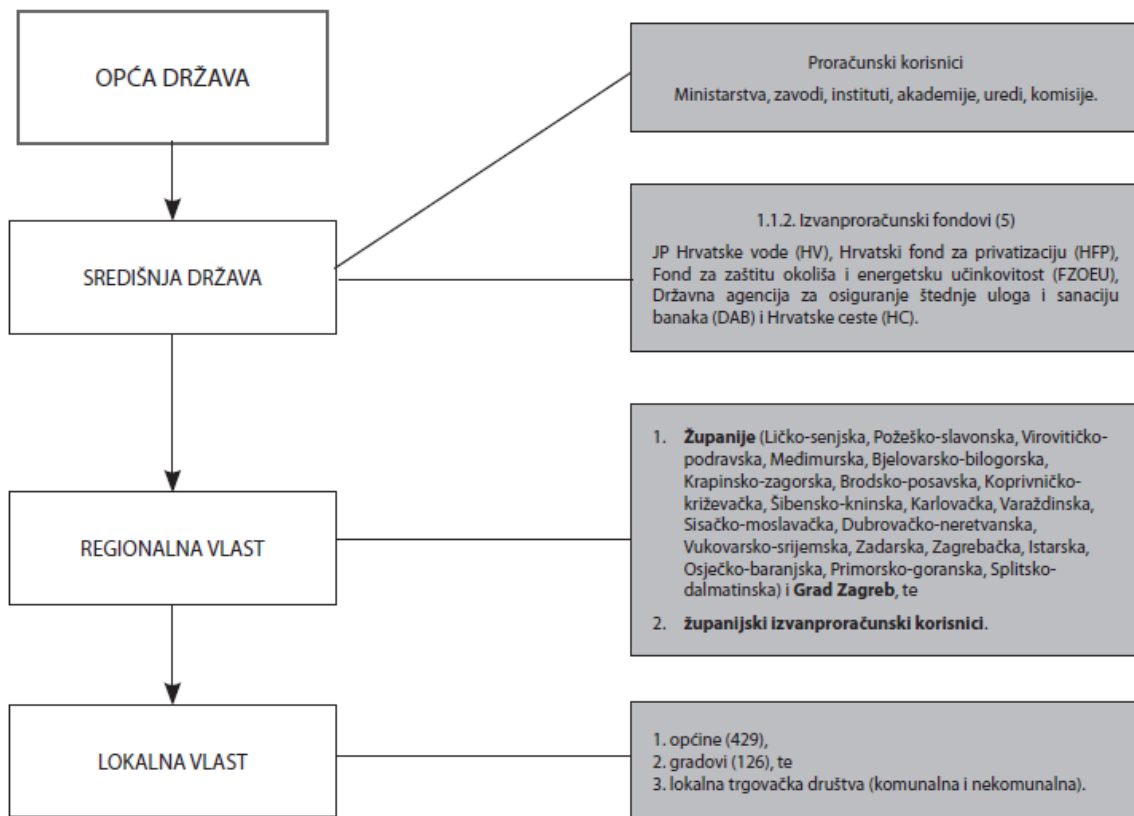 OPĆA DRŽAVA
Proračunski korisnici
Ministarstva, zavodi, instituti, akademije, uredi, komisije.
SREDIŠNJA DRŽAVA
1.1.2. Izvanproračunski fondovi (5)
JP Hrvatske vode (HV), Hrvatski fond za privatizaciju (HFP),
Fond za zaštitu okoliša i energetsku učinkovitost (FZOEU),
Državna agencija za osiguranje štednje uloga i sanaciju
banaka (DAB) i Hrvatske ceste (HC).
REGIONALNA VLAST
1. Županije (Ličko-senjska, Požeško-slavonska, Virovitičko-
podravska, Međimurska, Bjelovarsko-bilogorska,
Krapinsko-zagorska, Brodsko-posavska, Koprivničko-
križevačka, Šibensko-kninska, Karlovačka, Varaždinska,
Sisačko-moslavačka, Dubrovačko-neretvanska,
Vukovarsko-srijemska, Zadarska, Zagrebačka, Istarska,
Osječko-baranjska, Primorsko-goranska, Splitsko-
dalmatinska) i Grad Zagreb, te
2. županijski izvanproračunski korisnici.
LOKALNA VLAST
1. općine (429),
2. gradovi (126), te
3. lokalna trgovačka društva (komunalna i nekomunalna).